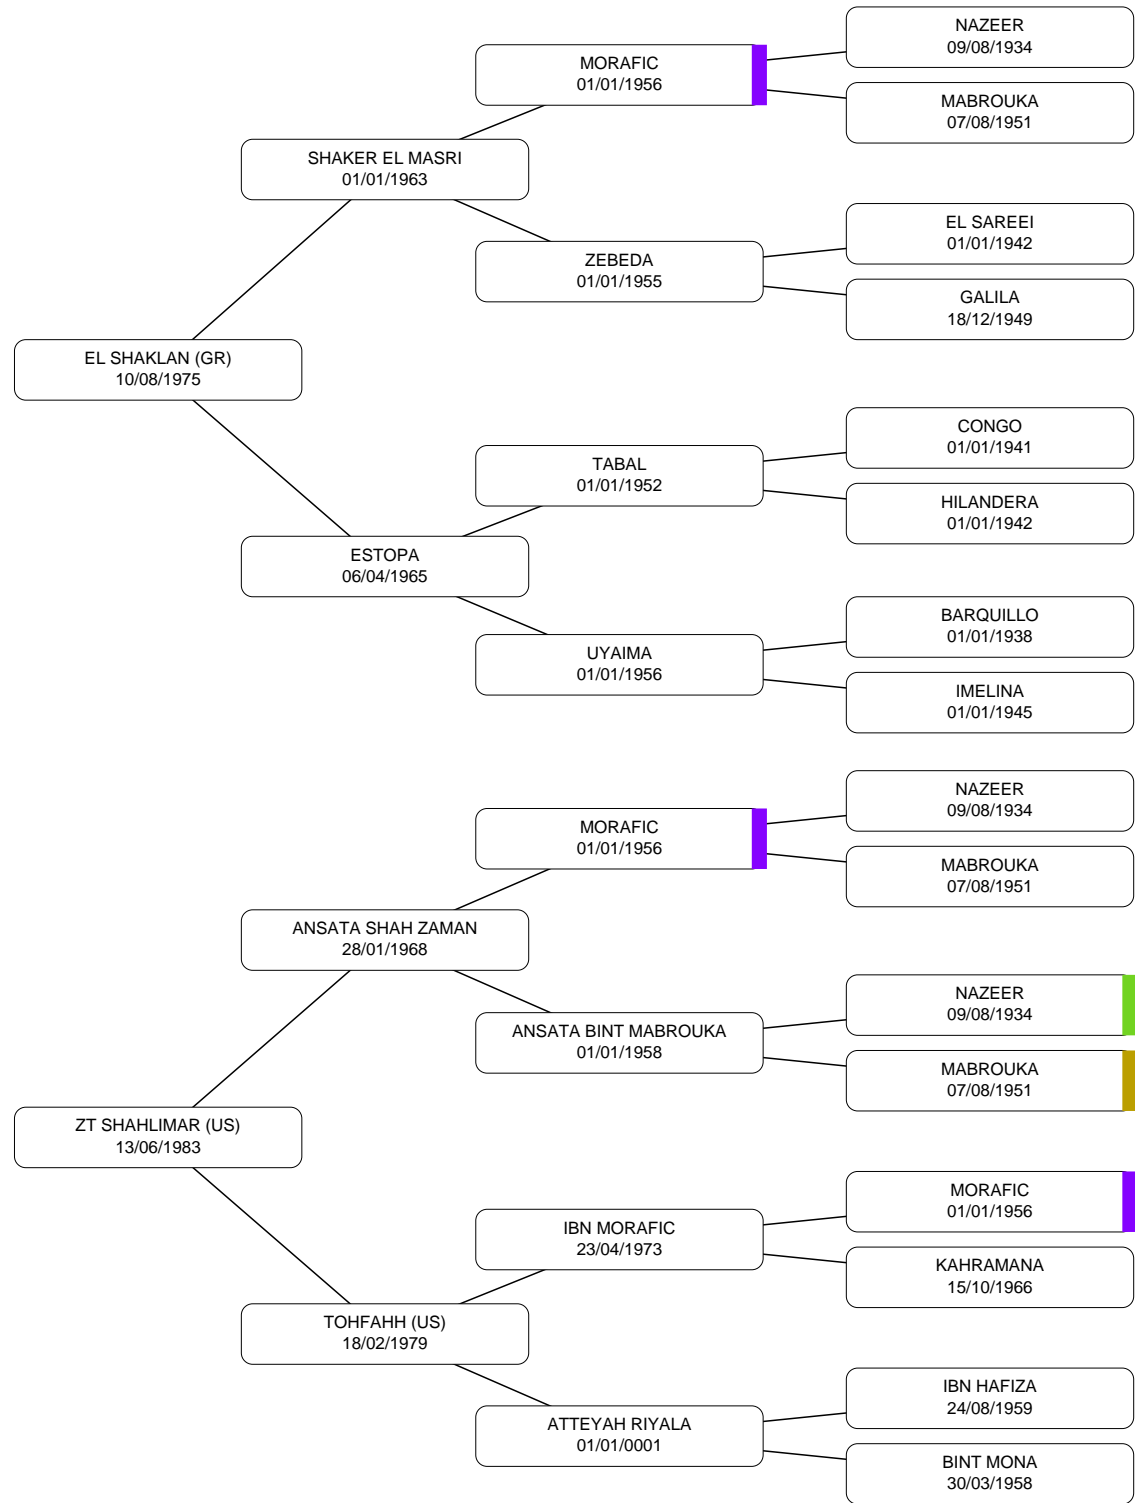 NAZEER
09/08/1934
MORAFIC
01/01/1956
MABROUKA
07/08/1951
SHAKER EL MASRI
01/01/1963
EL SAREEI
01/01/1942
ZEBEDA
01/01/1955
GALILA
18/12/1949
EL SHAKLAN (GR)
10/08/1975
CONGO
01/01/1941
TABAL
01/01/1952
HILANDERA
01/01/1942
ESTOPA
06/04/1965
BARQUILLO
01/01/1938
UYAIMA
01/01/1956
IMELINA
01/01/1945
NAZEER
09/08/1934
MORAFIC
01/01/1956
MABROUKA
07/08/1951
ANSATA SHAH ZAMAN
28/01/1968
NAZEER
09/08/1934
ANSATA BINT MABROUKA
01/01/1958
MABROUKA
07/08/1951
ZT SHAHLIMAR (US)
13/06/1983
MORAFIC
01/01/1956
IBN MORAFIC
23/04/1973
KAHRAMANA
15/10/1966
TOHFAHH (US)
18/02/1979
IBN HAFIZA
24/08/1959
ATTEYAH RIYALA
01/01/0001
BINT MONA
30/03/1958